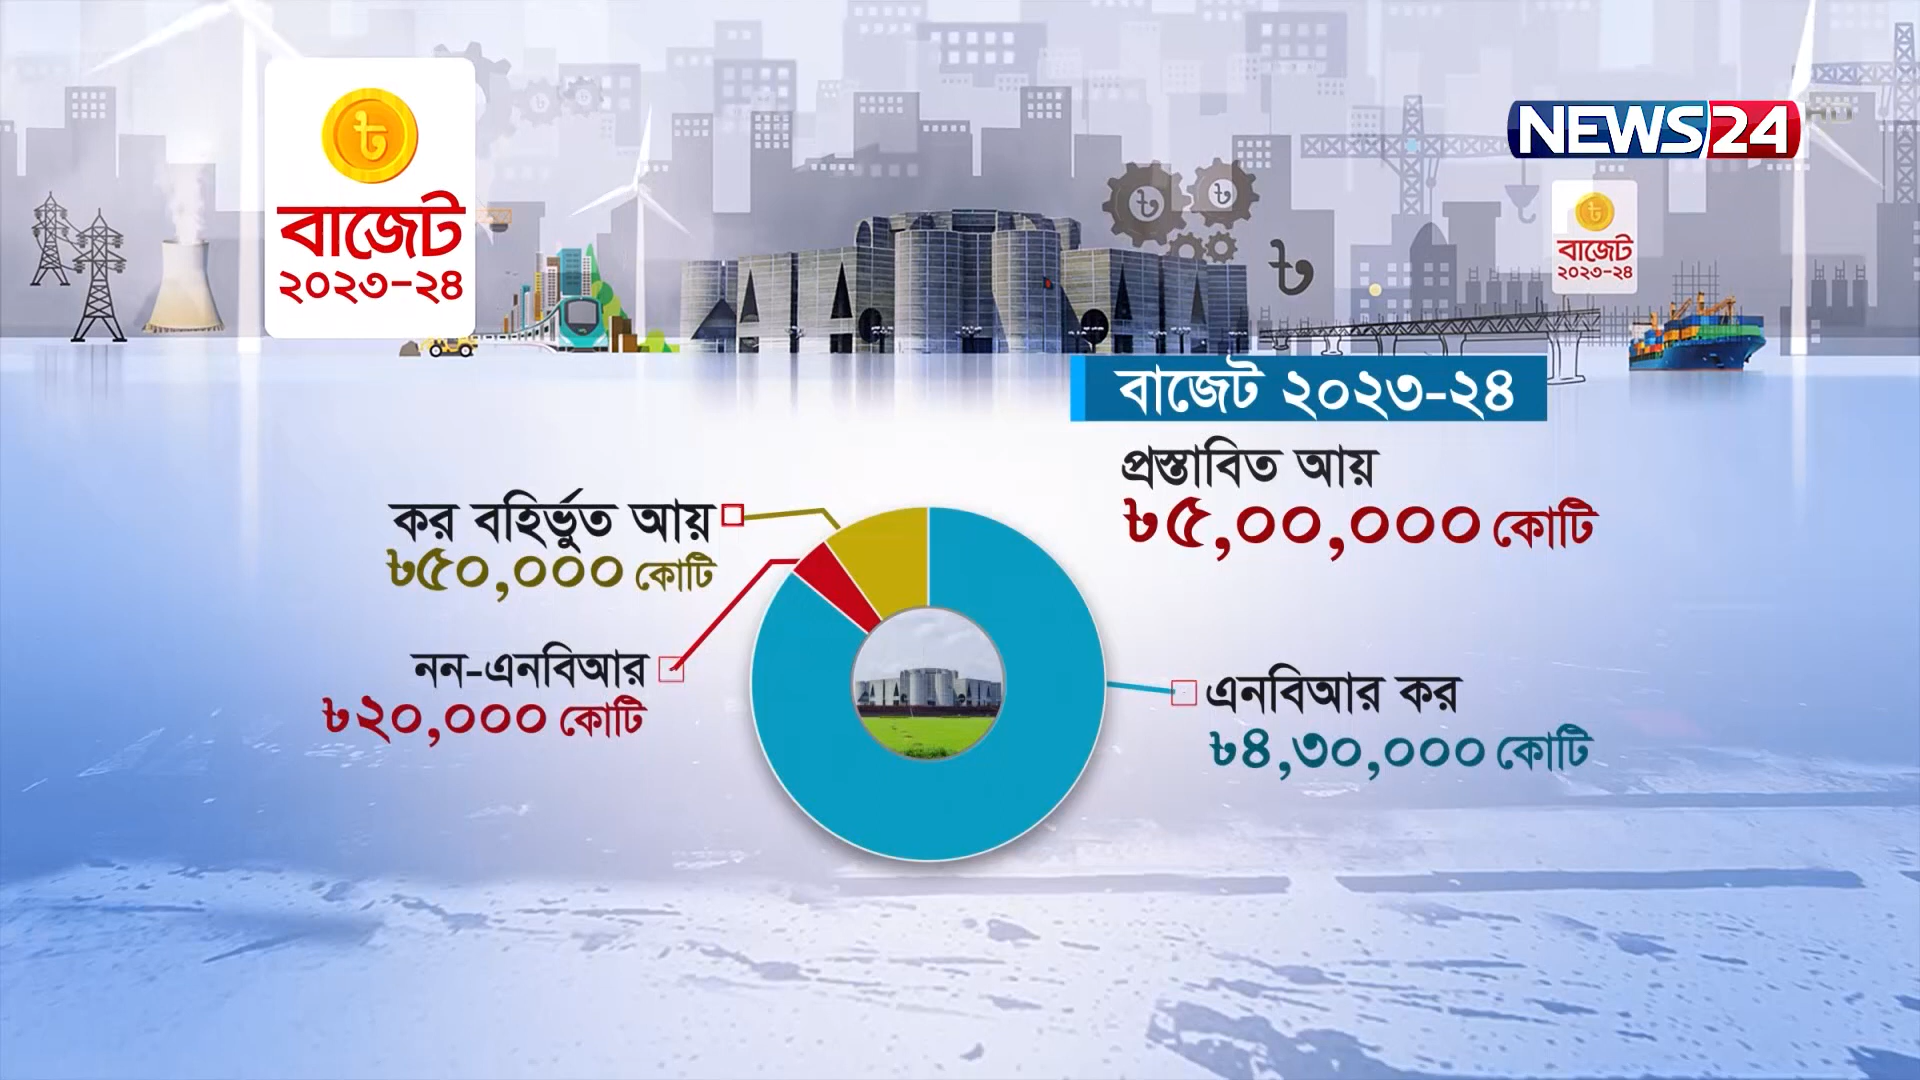 ৳
বাজেট
২০২৩-২৪
NEWS24
HD
৳
বাজেট
২০২৩-২৪
বাজেট ২০২৩-২৪
প্রস্তাবিত আয়
৳৫,০০,০০০ কোটি
কর বহির্ভুত আয়
৳৫০,০০০ কোটি
নন-এনবিআর
৳২০,০০০ কোটি
এনবিআর কর
৳৪,৩০,০০০ কোটি